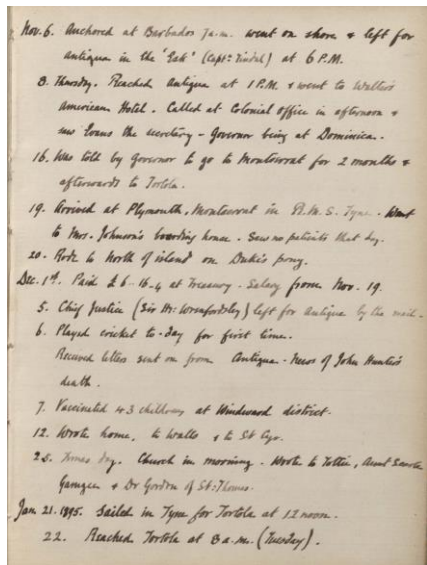 Nov. 6. Anchored at Barbados 7 a.m. went on shore & left for
Antigua in the 'Esk' (Capt: Tindal) at 6 P.M.
8. Thursday. Reached Antigua at 1 P.M. & went to Walter's
American Hotel. Called at Colonial Office in afternoon &
saw Evans the secretary - Governor being at Dominica.
16. Was told by Governor to go to Montserrat for 2 months &
afterwards to Tortola.
19. Arrived at Plymouth, Montserrat in R.M.S. Tyne. Went
to Mrs. Johnson's boarding house. Saw no patients that day.
20. Rode to North of island on Duke's pony.
Dec. 1st. Paid £6-16-4 at Treasury - Salary from Nov. 19.
5. Chief Justice (Sir H: Wrenfordsley) left for Antigua by the mail.
6. Played cricket to-day for first time.
Received letters sent on from Antigua - News of John Hunter's
death.
7. Vaccinated 43 children at Windward district.
12. Wrote home, to Watts & to St
25. Xmas day. Church in morning - Wrote to Tottie, Aunt
Gamgee & Dr Gordon of St: Thomas.
Jan 21. 1895. Sailed in Tyne for Tortola at 12 noon.
22. Reached Tortola at 8 a.m. (Tuesday).